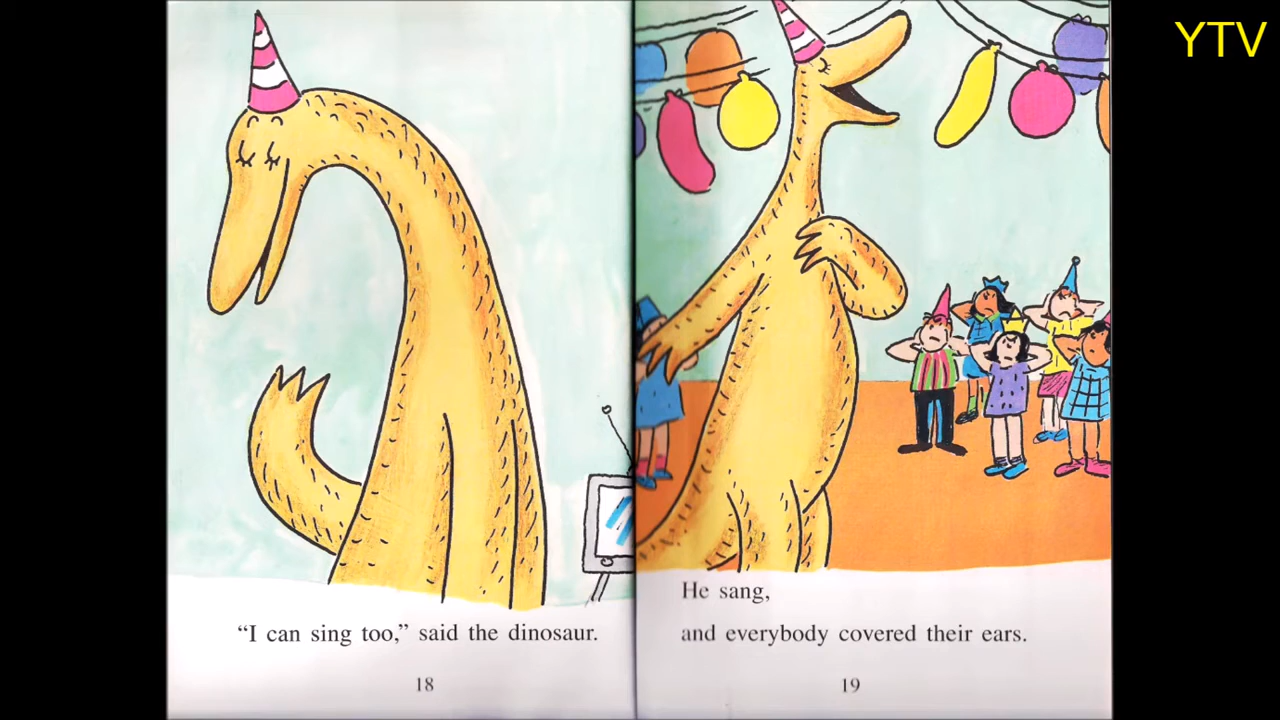 YTV
“I can sing too,” said the dinosaur.
18
He sang,
and everybody covered their ears.
19